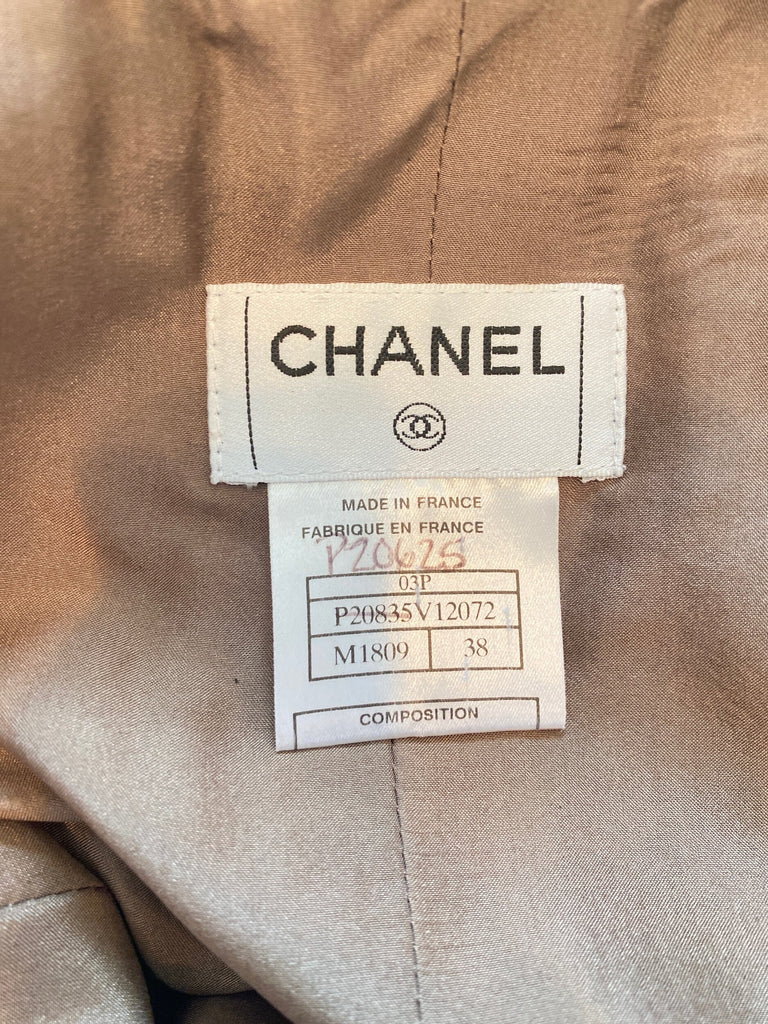 CHANEL
MADE IN FRANCE
FABRIQUE EN FRANCE
P20625
03P
P20835V12072
M1809 38
COMPOSITION